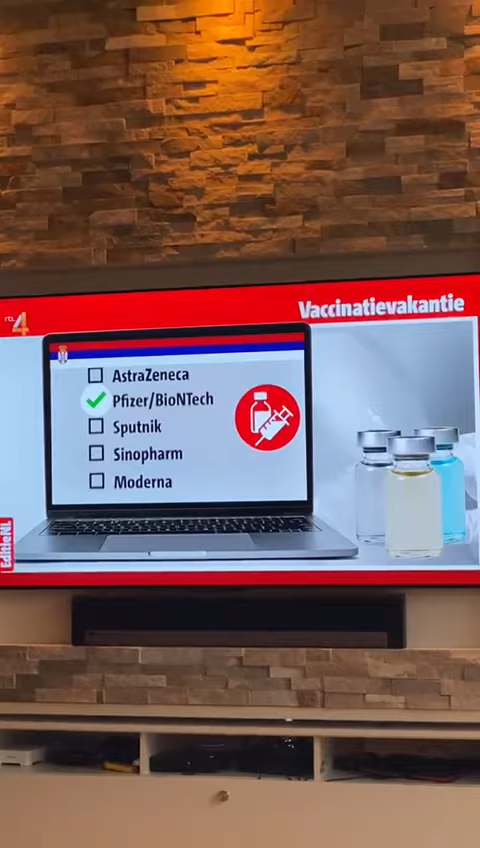 rtl 4
Vaccinatievakantie
AstraZeneca
Pfizer/BioNTech
Sputnik
Sinopharm
Moderna
EditieNL